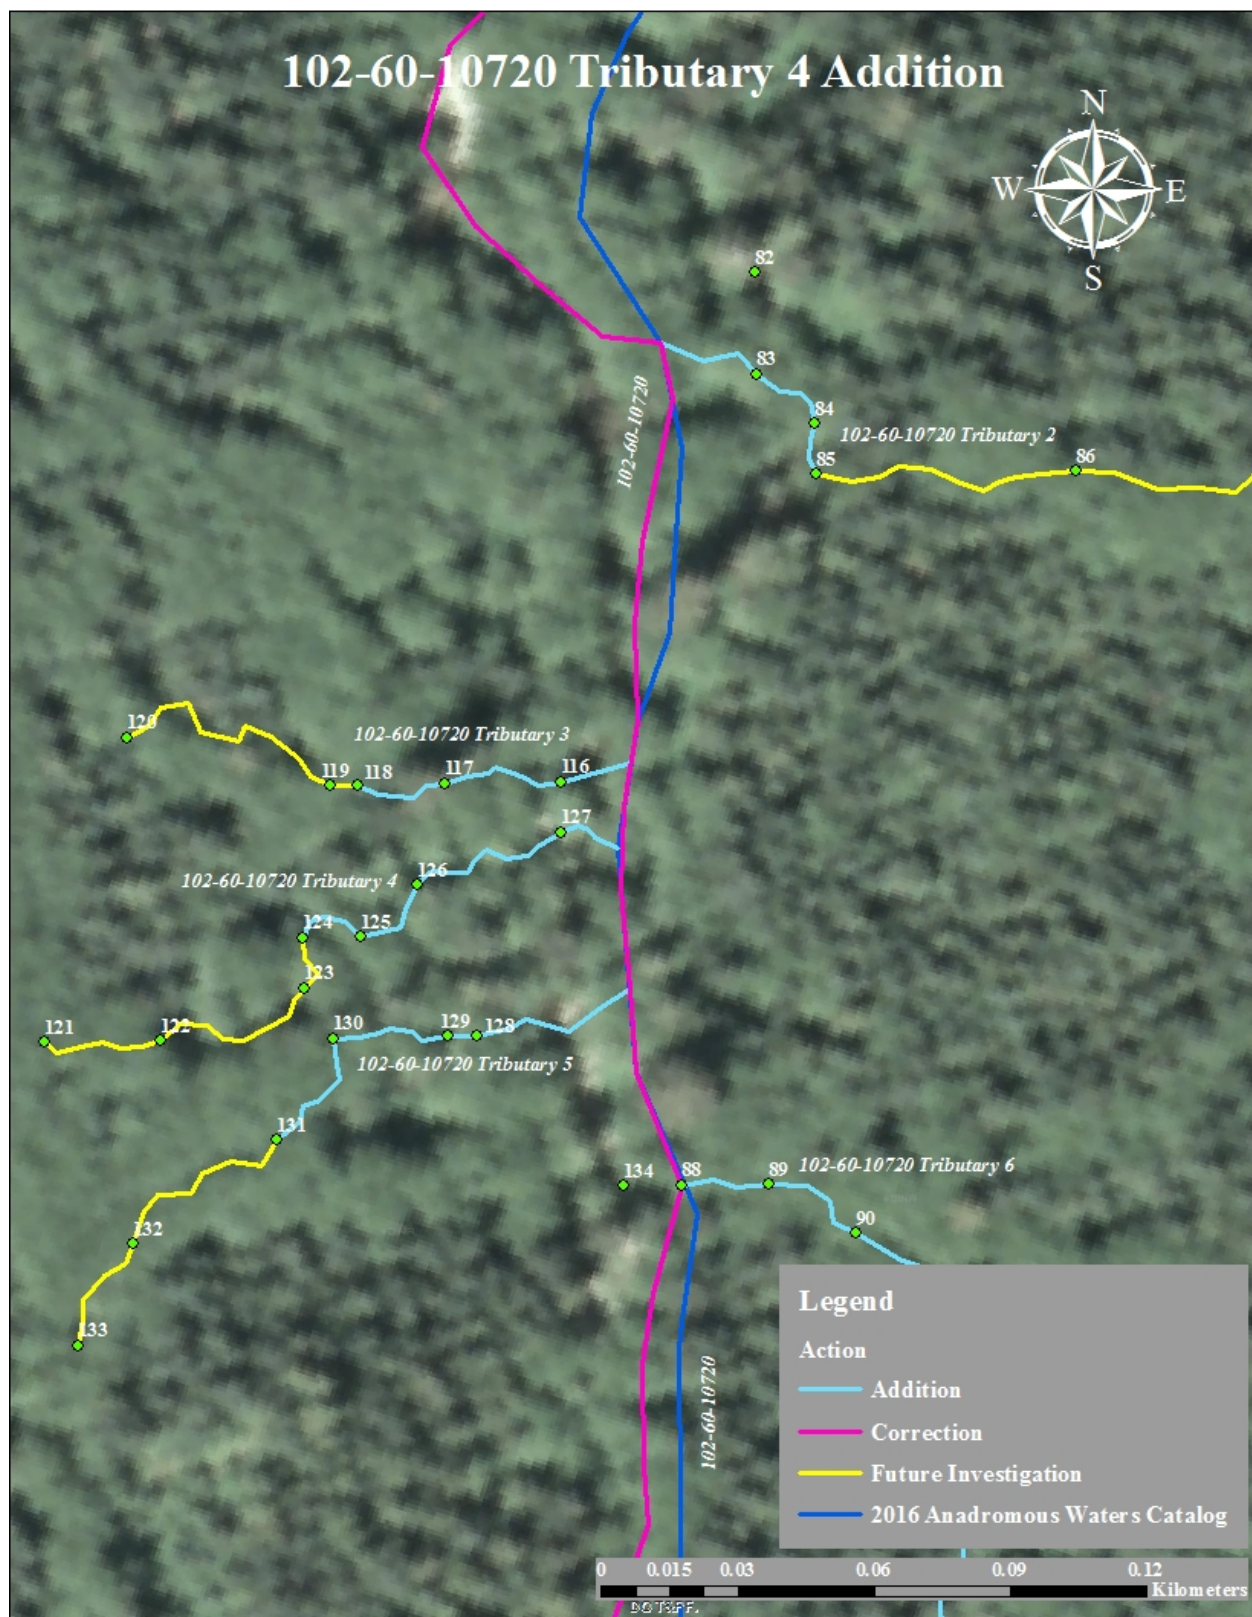 102-60-10720 Tributary 4 Addition
N
W
E
S
82
83
102-60-10720
84
102-60-10720 Tributary 2
85
86
120
102-60-10720 Tributary 3
119
118
117
116
127
102-60-10720 Tributary 4
126
124
125
123
121
122
130
129
128
102-60-10720 Tributary 5
131
134
88
89
102-60-10720 Tributary 6
90
132
133
102-60-10720
Legend
Action
Addition
Correction
Future Investigation
2016 Anadromous Waters Catalog
0 0.015 0.03 0.06 0.09 0.12
Kilometers